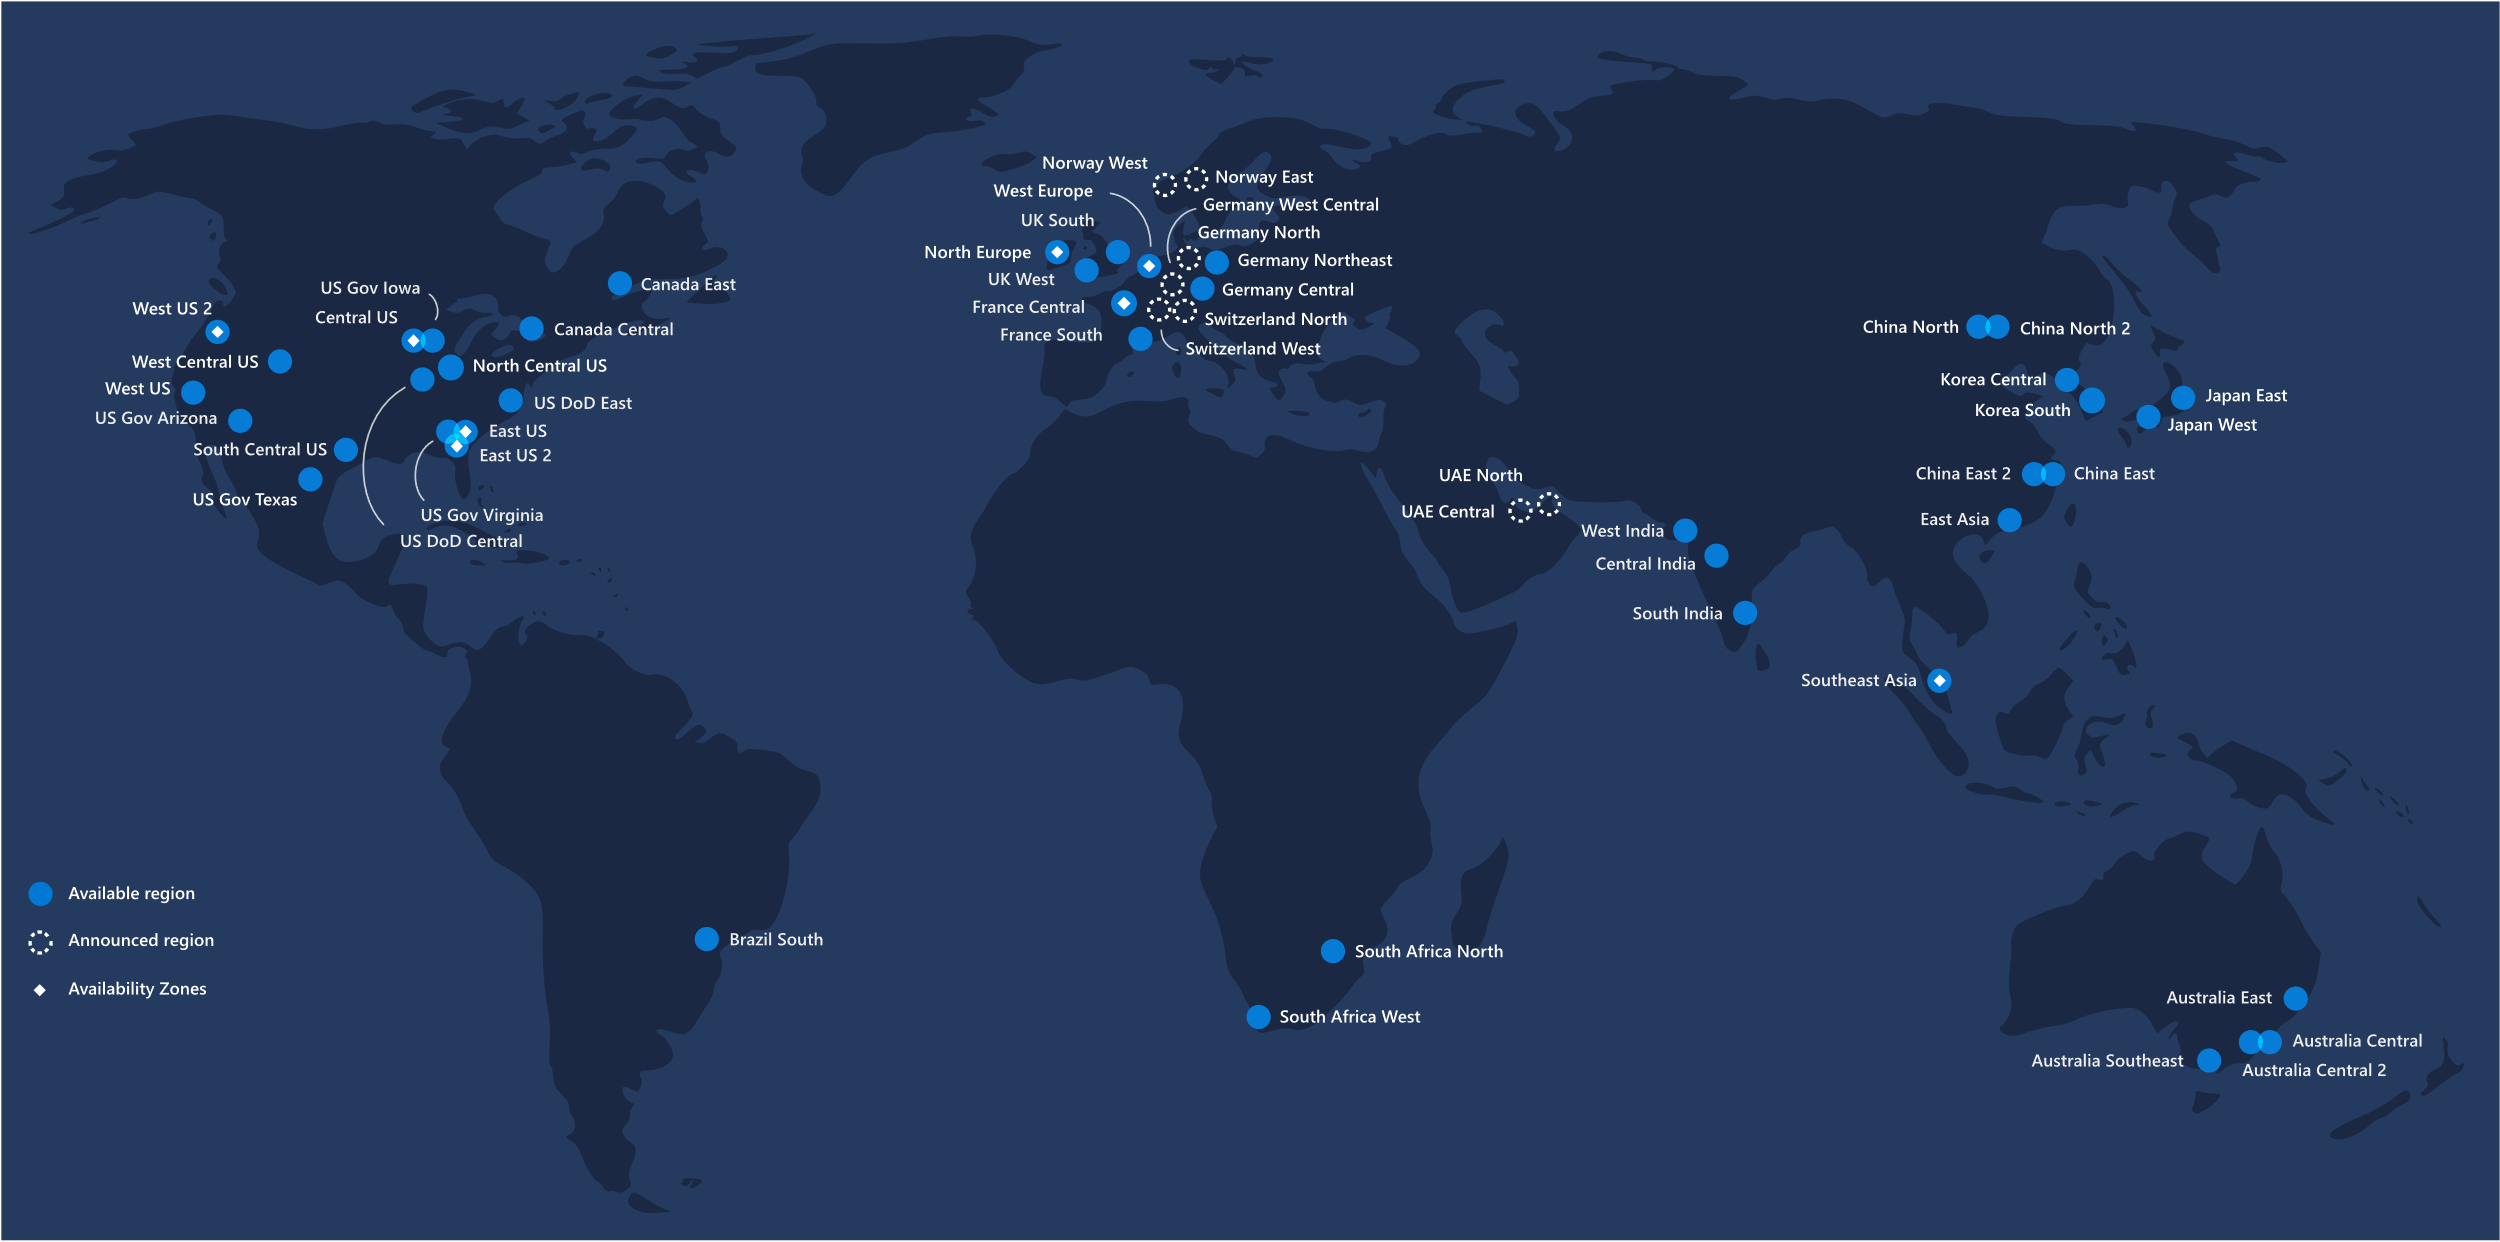 Norway West
Norway East
West Europe
Germany West Central
UK South
Germany North
North Europe
Germany Northeast
UK West
Germany Central
France Central
Switzerland North
France South
Switzerland West
Canada East
US Gov Iowa
West US 2
Central US
Canada Central
West Central US
North Central US
West US
US DoD East
US Gov Arizona
East US
South Central US
East US 2
US Gov Texas
US Gov Virginia
US DoD Central
China North
China North 2
Korea Central
Japan East
Korea South
Japan West
UAE North
China East 2
China East
UAE Central
East Asia
West India
Central India
South India
Southeast Asia
Available region
Announced region
Availability Zones
Brazil South
South Africa North
South Africa West
Australia East
Australia Central
Australia Southeast
Australia Central 2